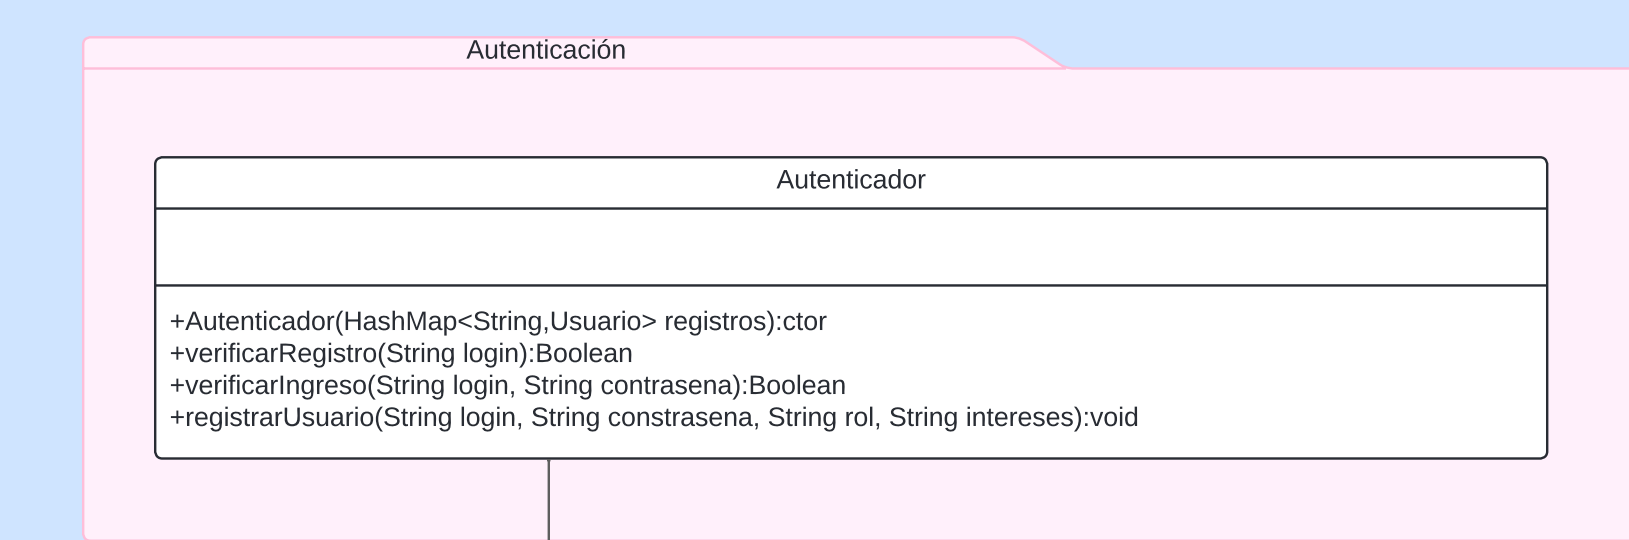 Autenticación
Autenticador
+Autenticador(HashMap<String,Usuario> registros):ctor
+verificarRegistro(String login):Boolean
+verificarIngreso(String login, String contrasena):Boolean
+registrarUsuario(String login, String constrasena, String rol, String intereses):void